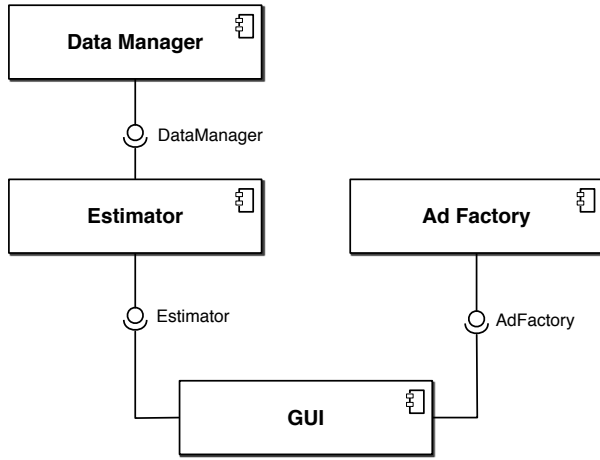 Data Manager
DataManager
Estimator
Ad Factory
Estimator
AdFactory
GUI